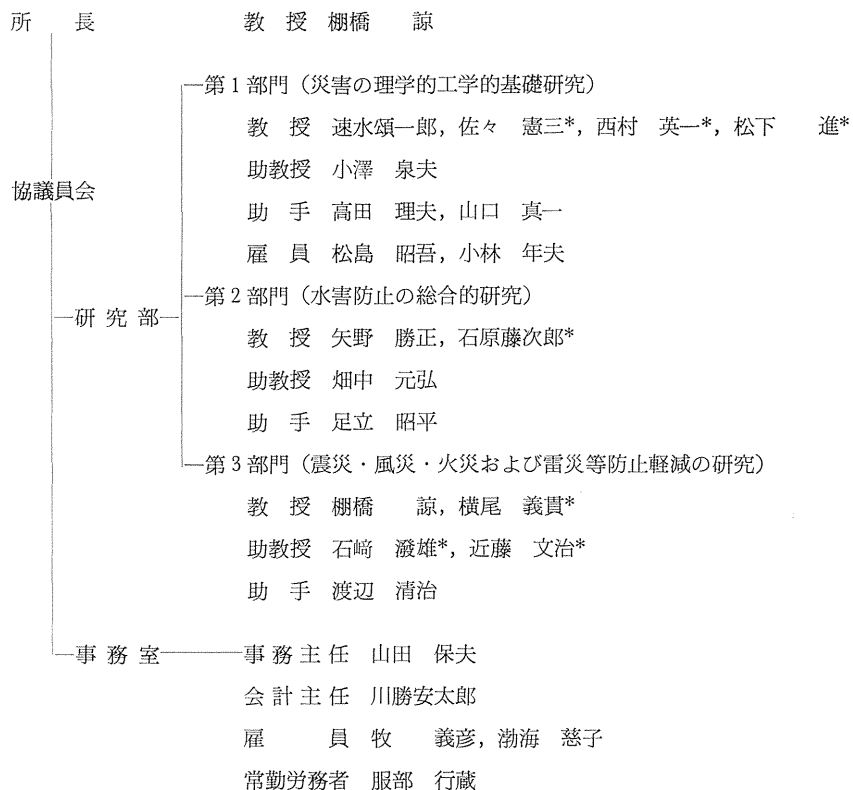 所　　長　　教　授　棚橋　　諒
第1部門（災害の理学的工学的基礎研究）
教　授　速水頌一郎，佐々　憲三*，西村　英一*，松下　　進*
助教授　小澤　泉夫
協議員会
助　手　高田　理夫，山口　真一
雇　員　松島　昭吾，小林　年夫
第2部門（水害防止の総合的研究）
研究部
教　授　矢野　勝正，石原藤次郎*
助教授　畑中　元弘
助　手　足立　昭平
第3部門（震災・風災・火災および雷災等防止軽減の研究）
教　授　棚橋　　諒，横尾　義貫*
助教授　石﨑　潑雄*，近藤　文治*
助　手　渡辺　清治
事務室　事務主任　山田　保夫
会計主任　川勝安太郎
雇　　員　牧　　義彦，渤海　慈子
常勤労務者　服部　行蔵